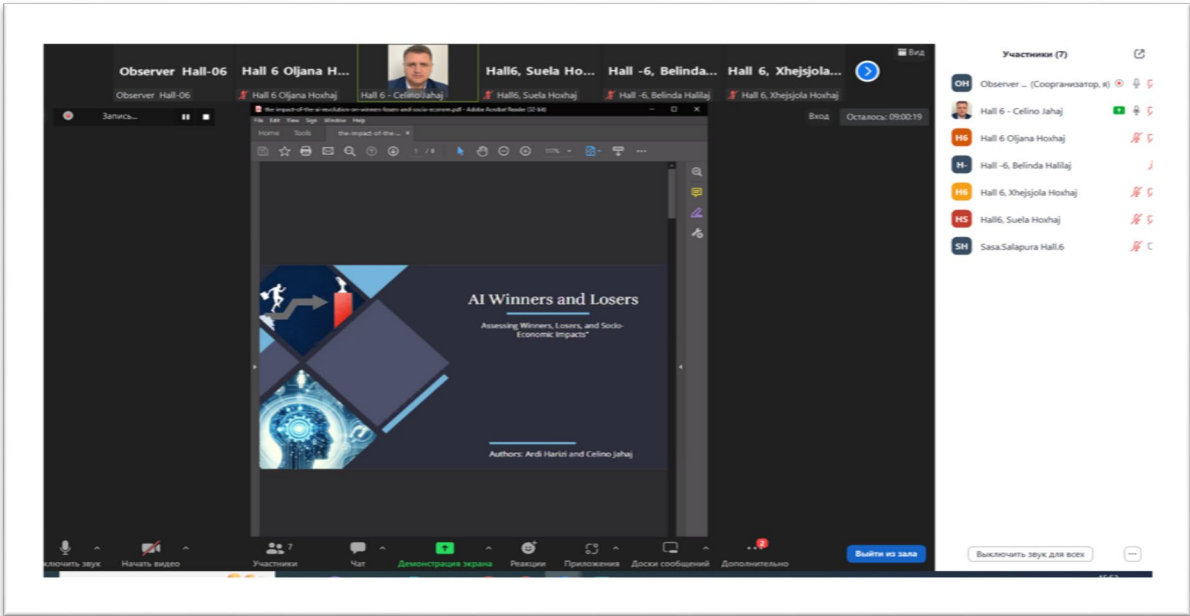 Observer Hall-06
Hall 6 Oljana H...
Hall6, Suela Ho...
Hall -6, Belinda...
Hall 6, Xhejsjola...
Вид
Observer Hall-06
Hall 6 Oljana Hoxhaj
Hall 6 - Celino Jahaj
Hall6, Suela Hoxhaj
Hall -6, Belinda Halilaj
Hall 6, Xhejsjola Hoxhaj
Запись...
the-impact-of-the-ai-revolution-on-winners-losers-and-socio-econom.pdf - Adobe Acrobat Reader (32-bit)
Вход
Осталось: 09:00:19
File Edit View Sign Window Help
Home Tools the-impact-of-the-...
1 / 8
111%
AI Winners and Losers
Assessing Winners, Losers, and Socio-
Economic Impacts"
Authors: Ardi Harizi and Celino Jahaj
Участники (7)
OH Observer ... (Соорганизатор, я)
Hall 6 - Celino Jahaj
H6 Hall 6 Oljana Hoxhaj
H- Hall -6, Belinda Halilaj
H6 Hall 6, Xhejsjola Hoxhaj
HS Hall6, Suela Hoxhaj
SH Sasa.Salapura Hall.6
7
2
ключить звук
Начать видео
Участники
Чат
Демонстрация экрана
Реакции
Приложения
Доски сообщений
Дополнительно
Выйти из зала
Выключить звук для всех